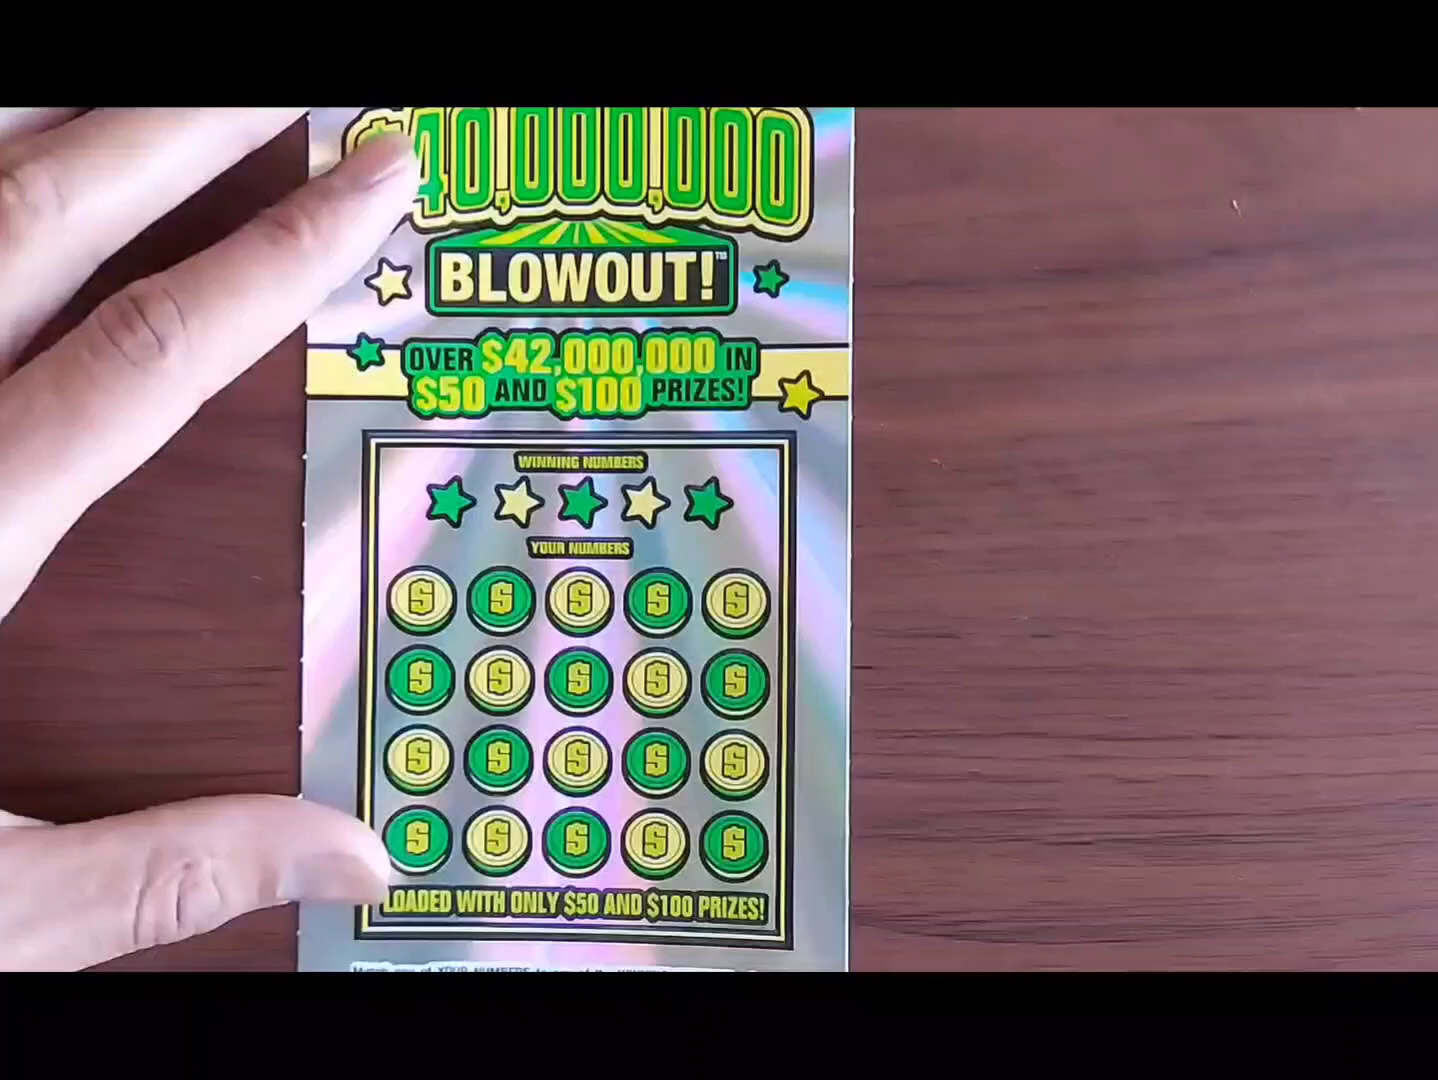 $40,000,000
BLOWOUT!™
OVER $42,000,000 IN
$50 AND $100 PRIZES!
WINNING NUMBERS
YOUR NUMBERS
$ $ $ $ $
$ $ $ $ $
$ $ $ $ $
$ $ $ $ $
LOADED WITH ONLY $50 AND $100 PRIZES!